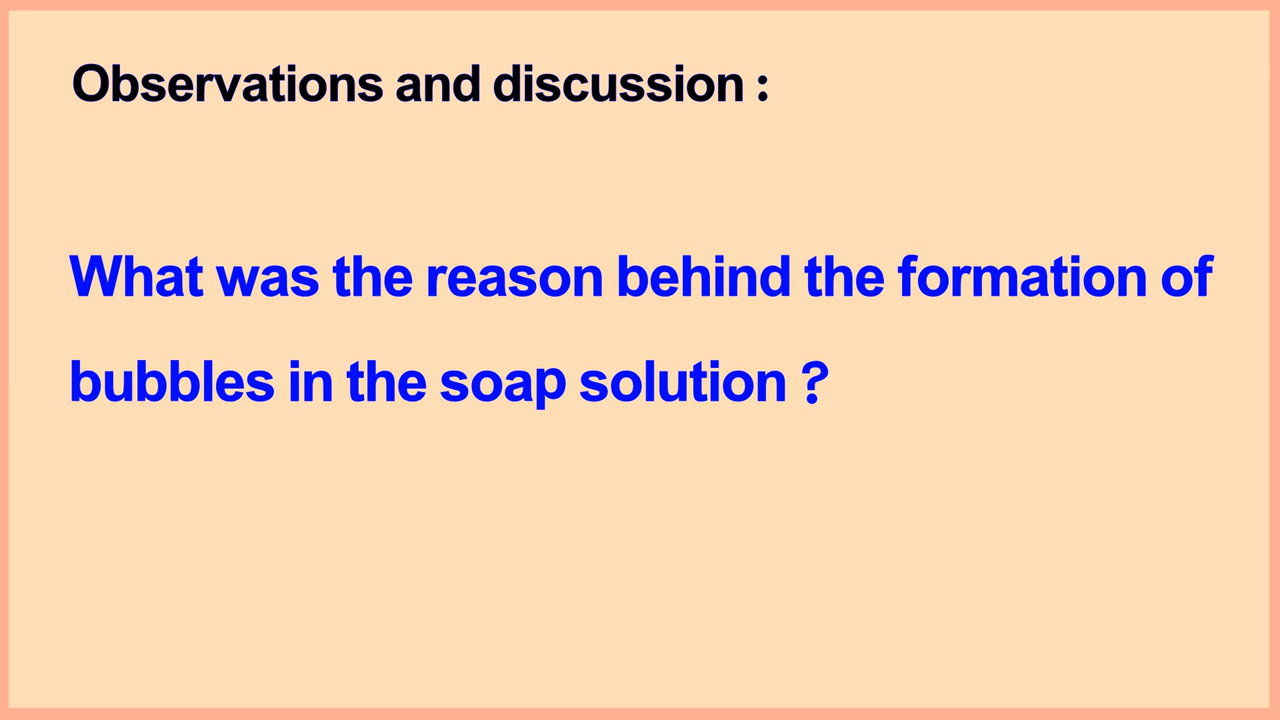 Observations and discussion :
What was the reason behind the formation of
bubbles in the soap solution ?